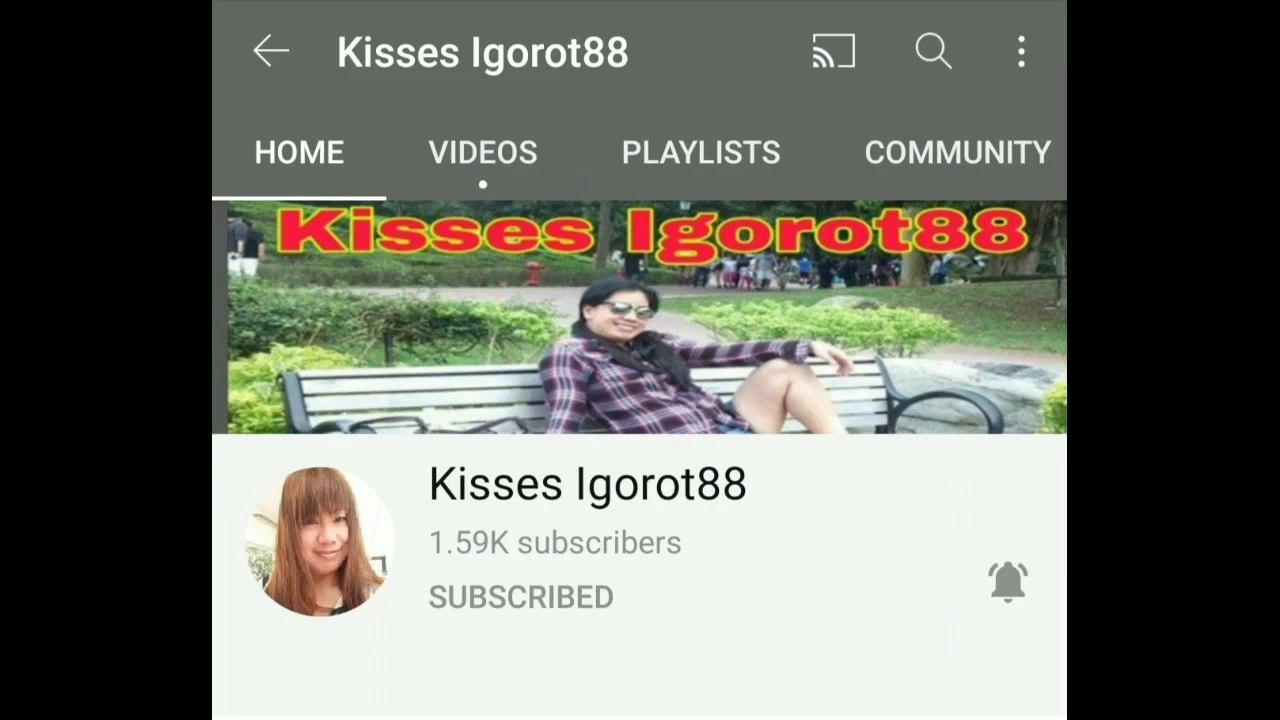 Kisses Igorot88
HOME VIDEOS PLAYLISTS COMMUNITY
Kisses Igorot88
Kisses Igorot88
1.59K subscribers
SUBSCRIBED